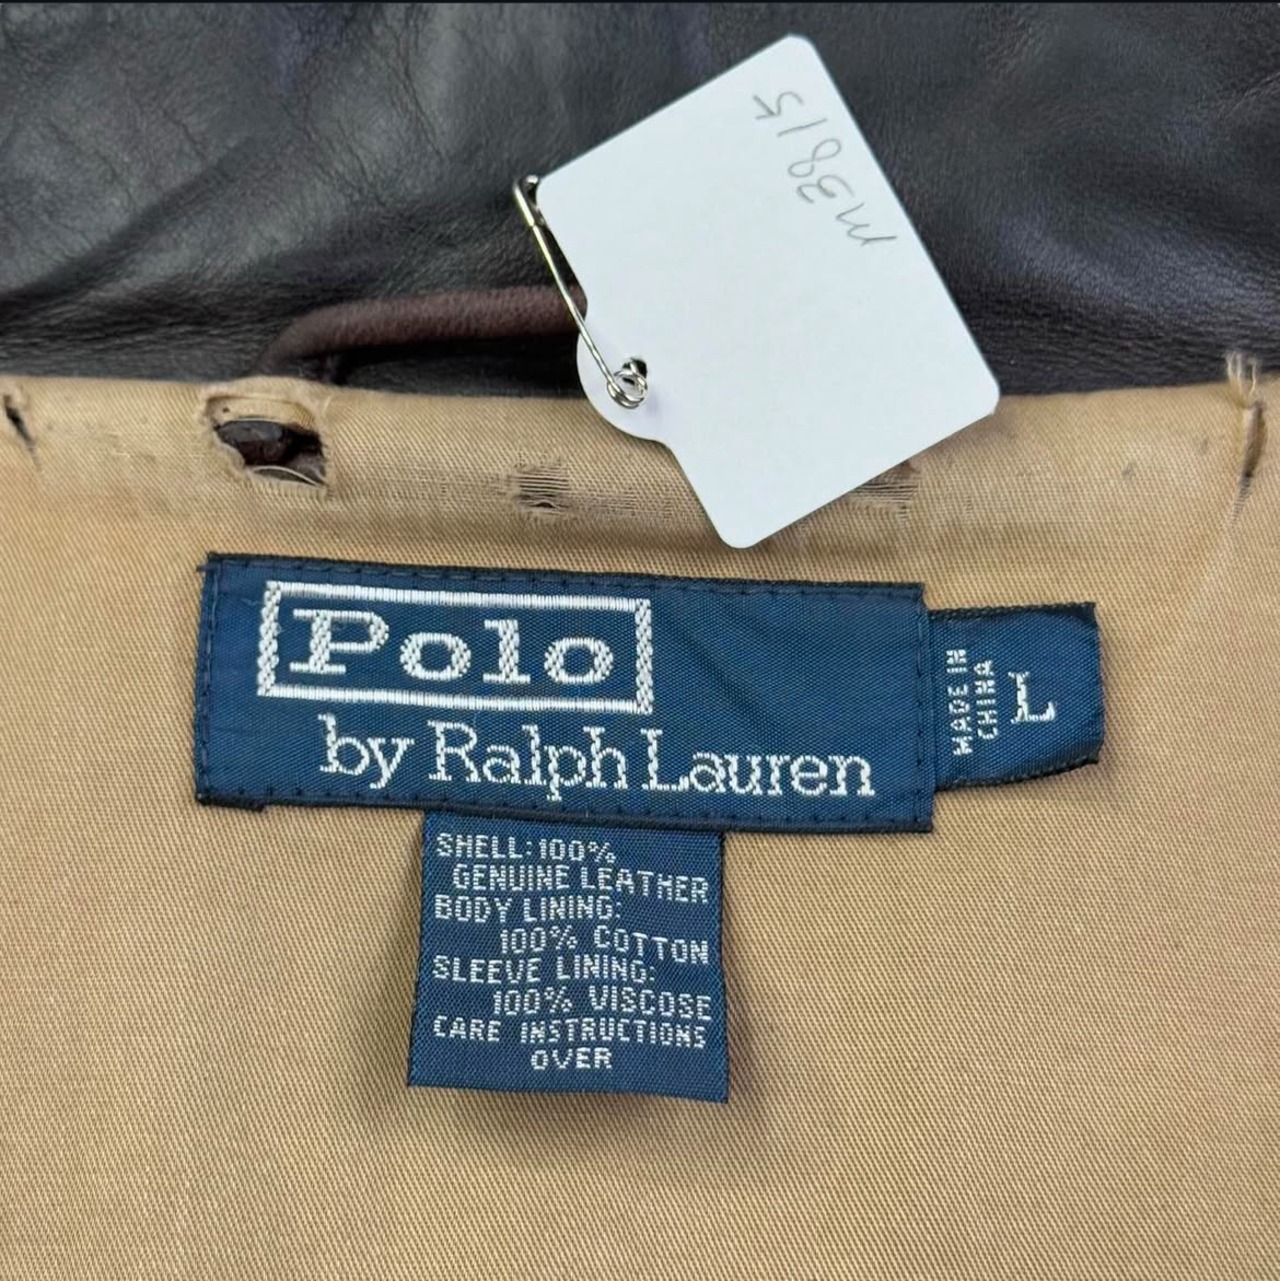 M3815
Polo
by Ralph Lauren
MADE IN
CHINA
L
SHELL: 100%
GENUINE LEATHER
BODY LINING:
100% COTTON
SLEEVE LINING:
100% VISCOSE
CARE INSTRUCTIONS
OVER